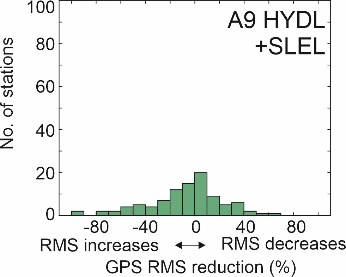 100
A9 HYDL
+SLEL
80
60
40
20
0
No. of stations
-80 -40 0 40 80
RMS increases RMS decreases
GPS RMS reduction (%)